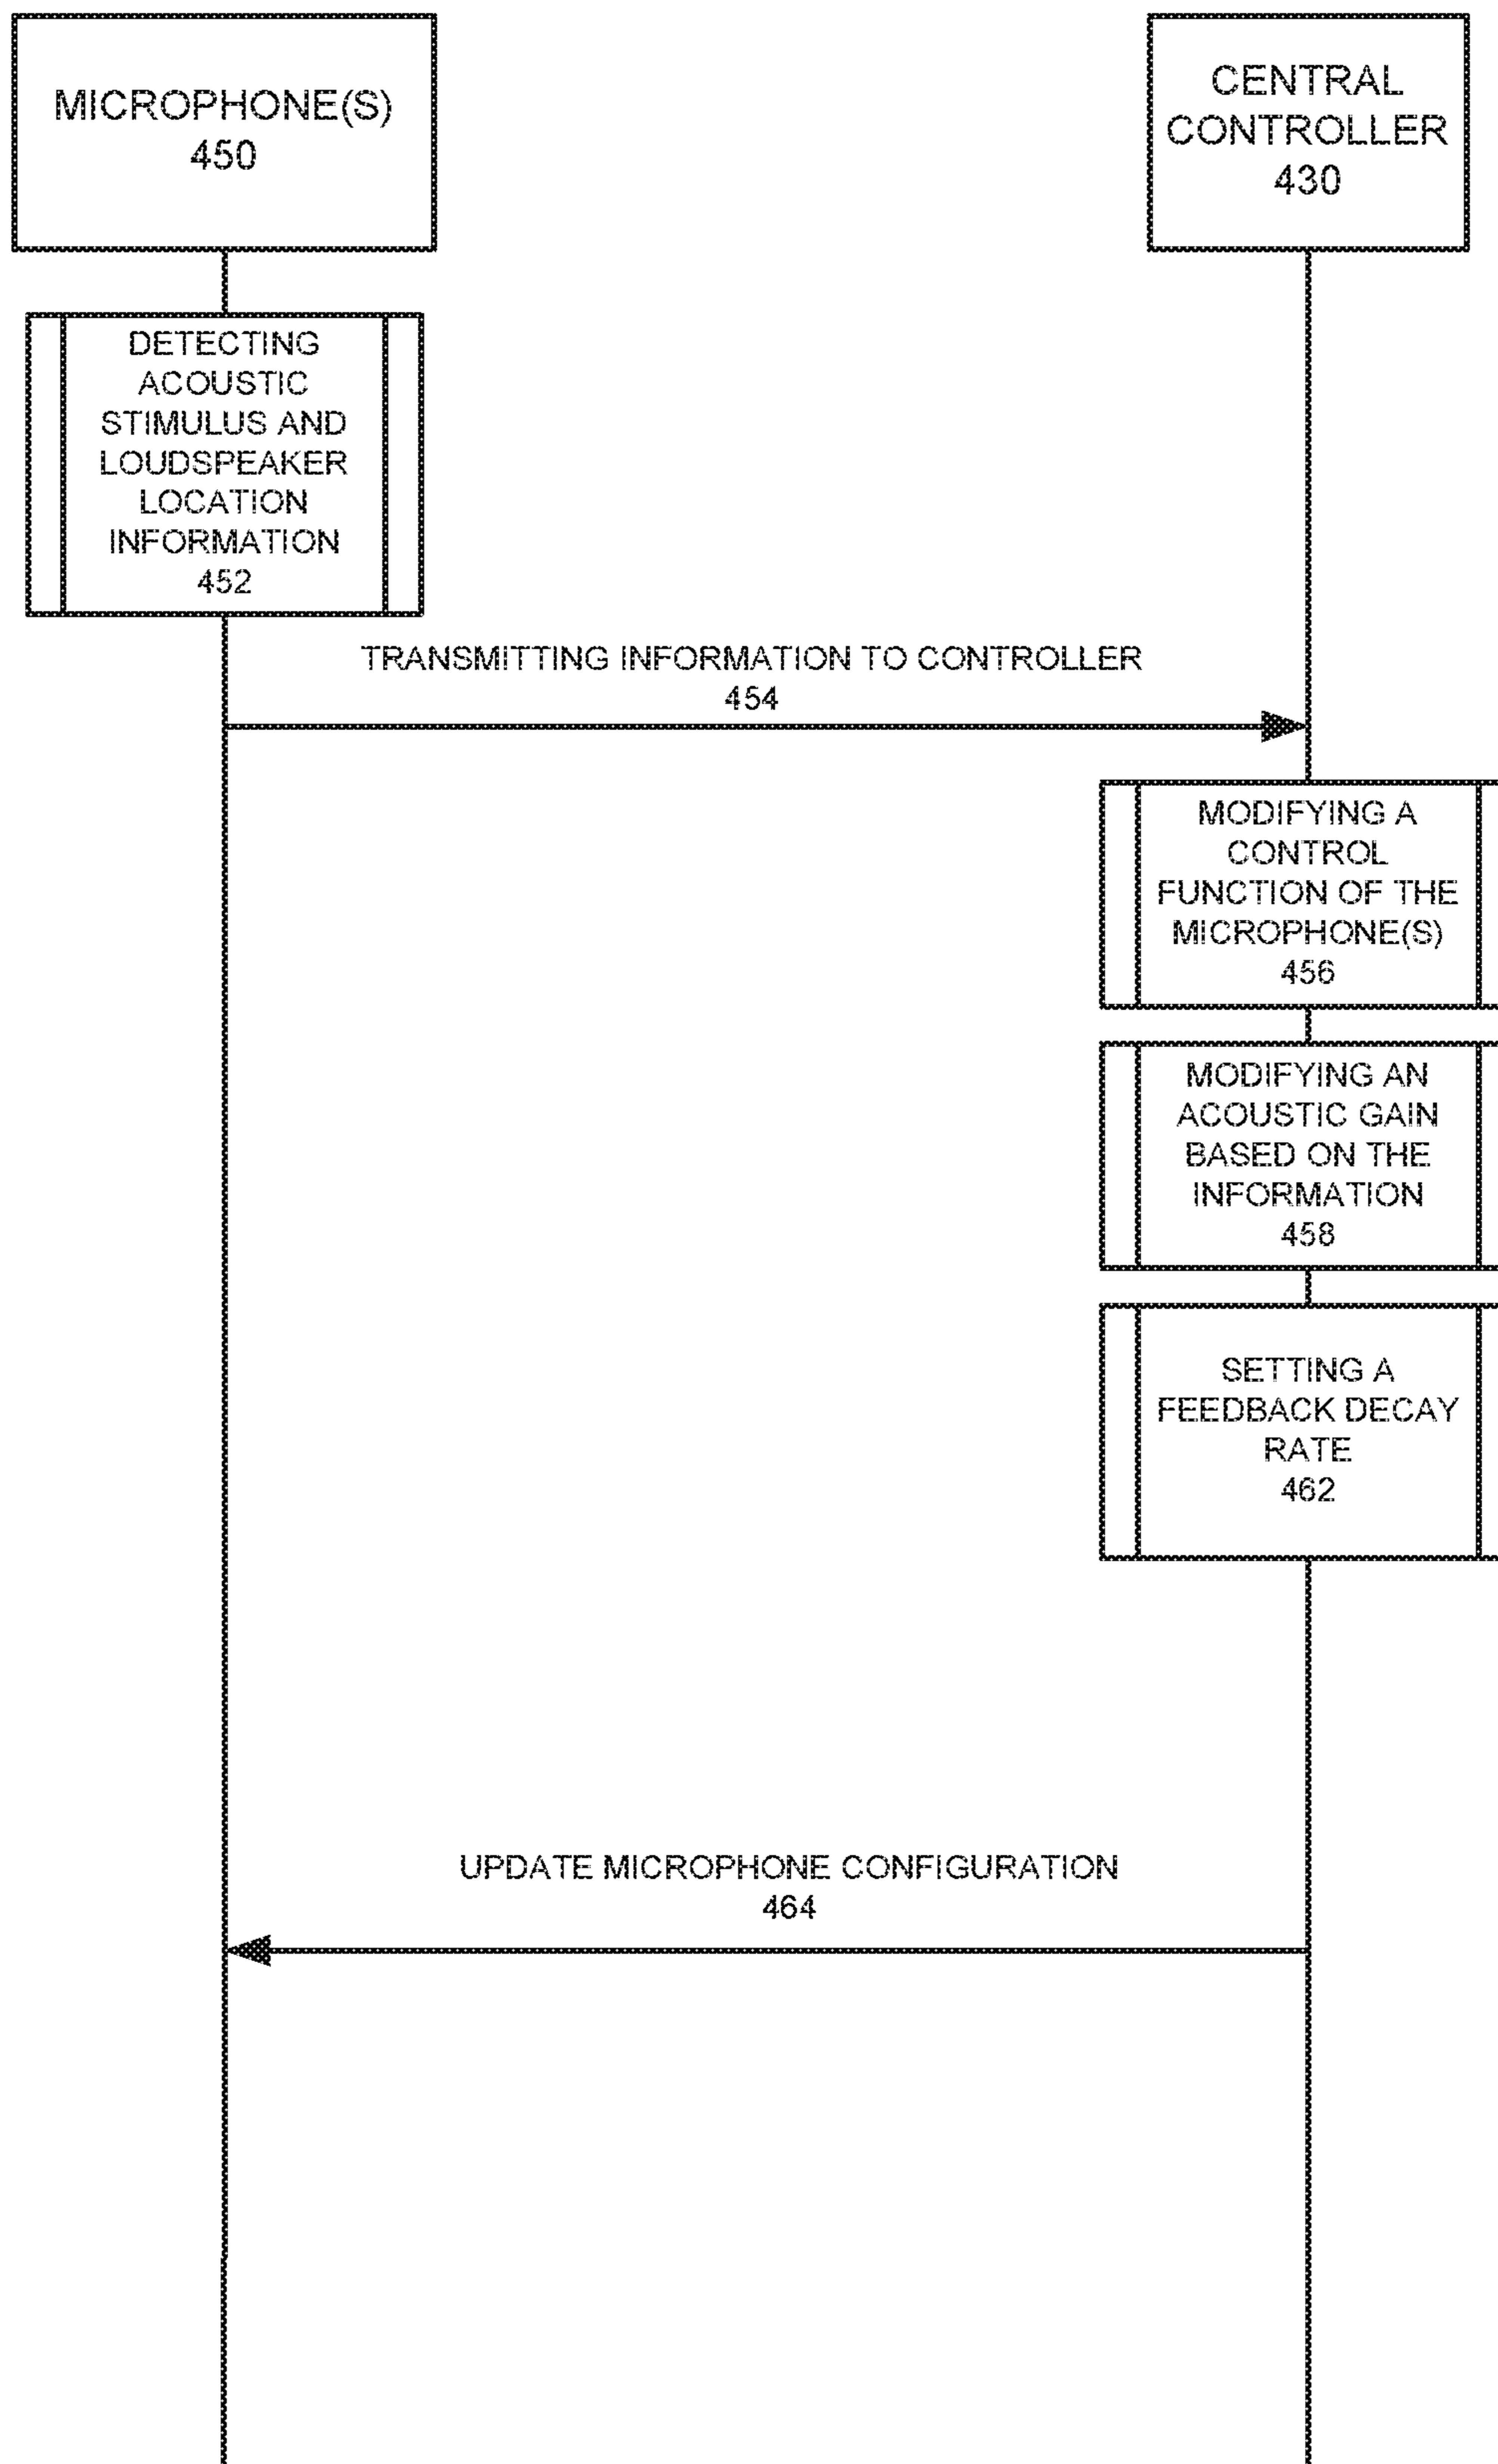 MICROPHONE(S)
450
CENTRAL
CONTROLLER
430
DETECTING
ACOUSTIC
STIMULUS AND
LOUDSPEAKER
LOCATION
INFORMATION
452
TRANSMITTING INFORMATION TO CONTROLLER
454
MODIFYING A
CONTROL
FUNCTION OF THE
MICROPHONE(S)
456
MODIFYING AN
ACOUSTIC GAIN
BASED ON THE
INFORMATION
458
SETTING A
FEEDBACK DECAY
RATE
462
UPDATE MICROPHONE CONFIGURATION
464